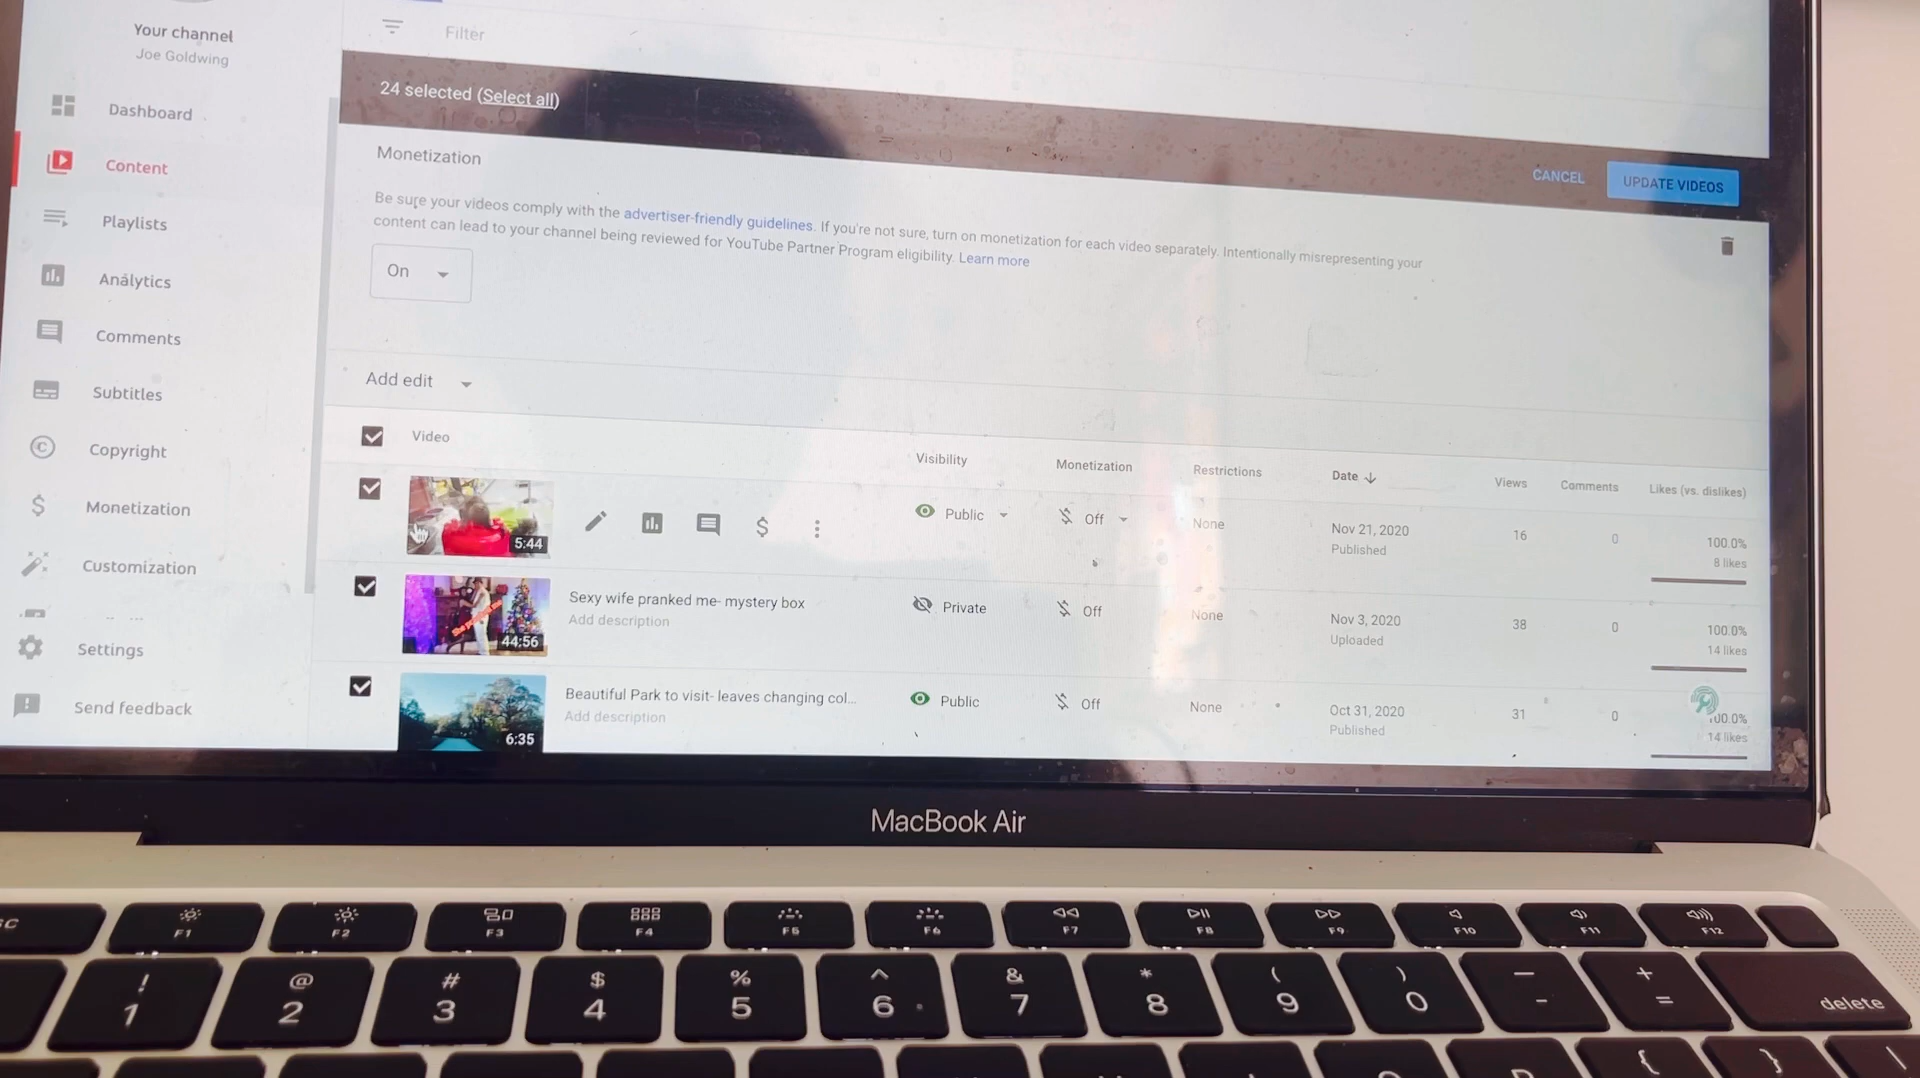 Your channel
Joe Goldwing
Dashboard
Content
Playlists
Analytics
Comments
Subtitles
Copyright
Monetization
Customization
Settings
Send feedback
Filter
24 selected (Select all)
CANCEL
UPDATE VIDEOS
Monetization
Be sure your videos comply with the advertiser-friendly guidelines. If you're not sure, turn on monetization for each video separately. Intentionally misrepresenting your
content can lead to your channel being reviewed for YouTube Partner Program eligibility. Learn more
On
Add edit
Video Visibility Monetization Restrictions Date Views Comments Likes (vs. dislikes)
5:44 Public Off None Nov 21, 2020 16 0 100.0%
Published 8 likes
44:56 Sexy wife pranked me- mystery box Private Off None Nov 3, 2020 38 0 100.0%
Add description Uploaded 14 likes
6:35 Beautiful Park to visit- leaves changing col... Public Off None Oct 31, 2020 31 0 00.0%
Add description Published 14 likes
MacBook Air
F1 F2 F3 F4 F5 F6 F7 F8 F9 F10 F11 F12
! @ # $ % ^ & * ( ) — +
1 2 3 4 5 6 7 8 9 0 - = delete
{ } \